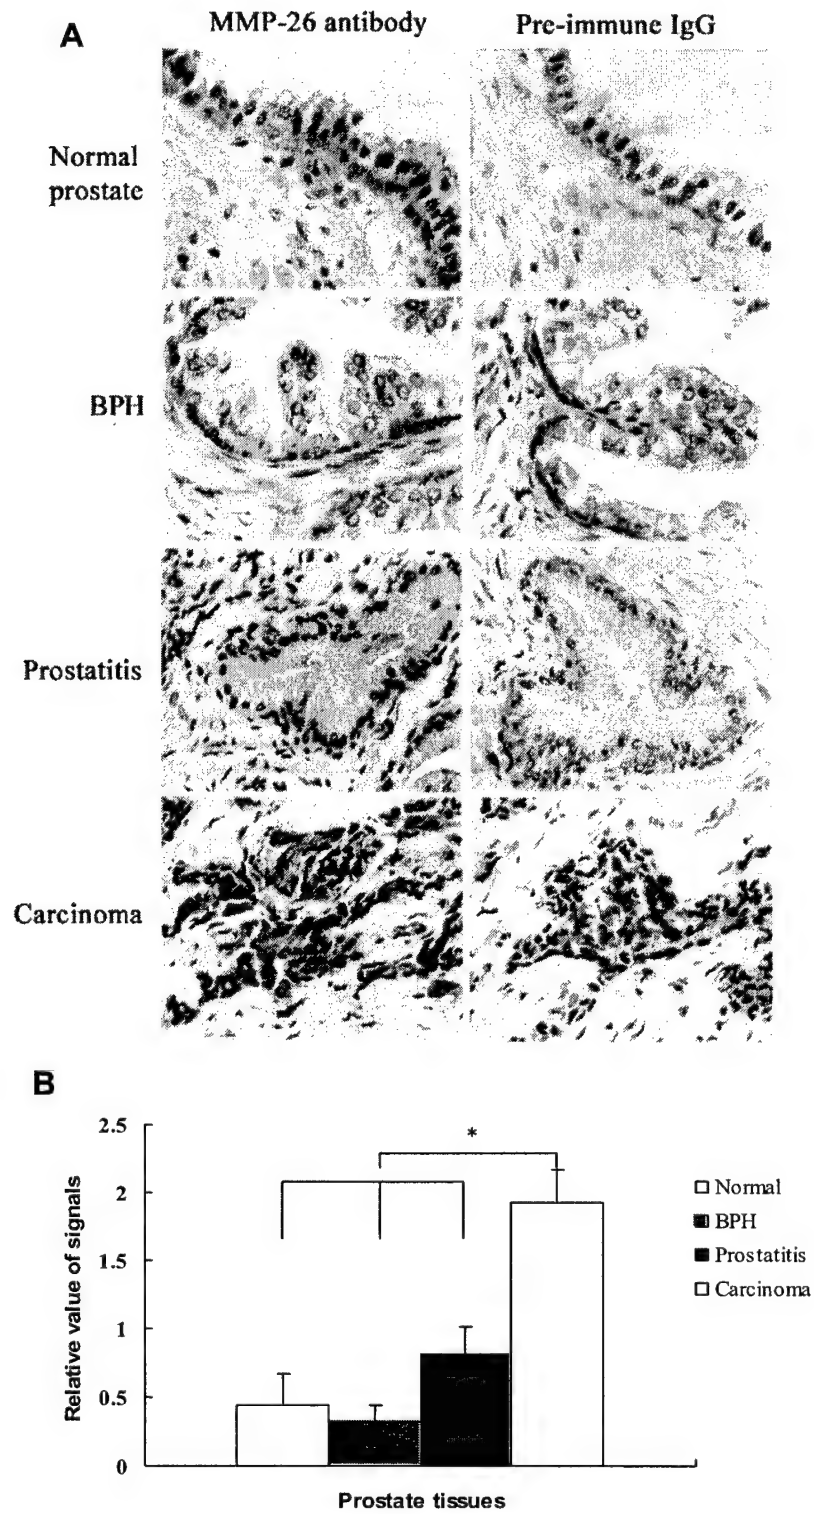 A
MMP-26 antibody
Pre-immune IgG
Normal
prostate
BPH
Prostatitis
Carcinoma
B
2.5
2
1.5
1
0.5
0
Relative value of signals
*
Normal
BPH
Prostatitis
Carcinoma
Prostate tissues